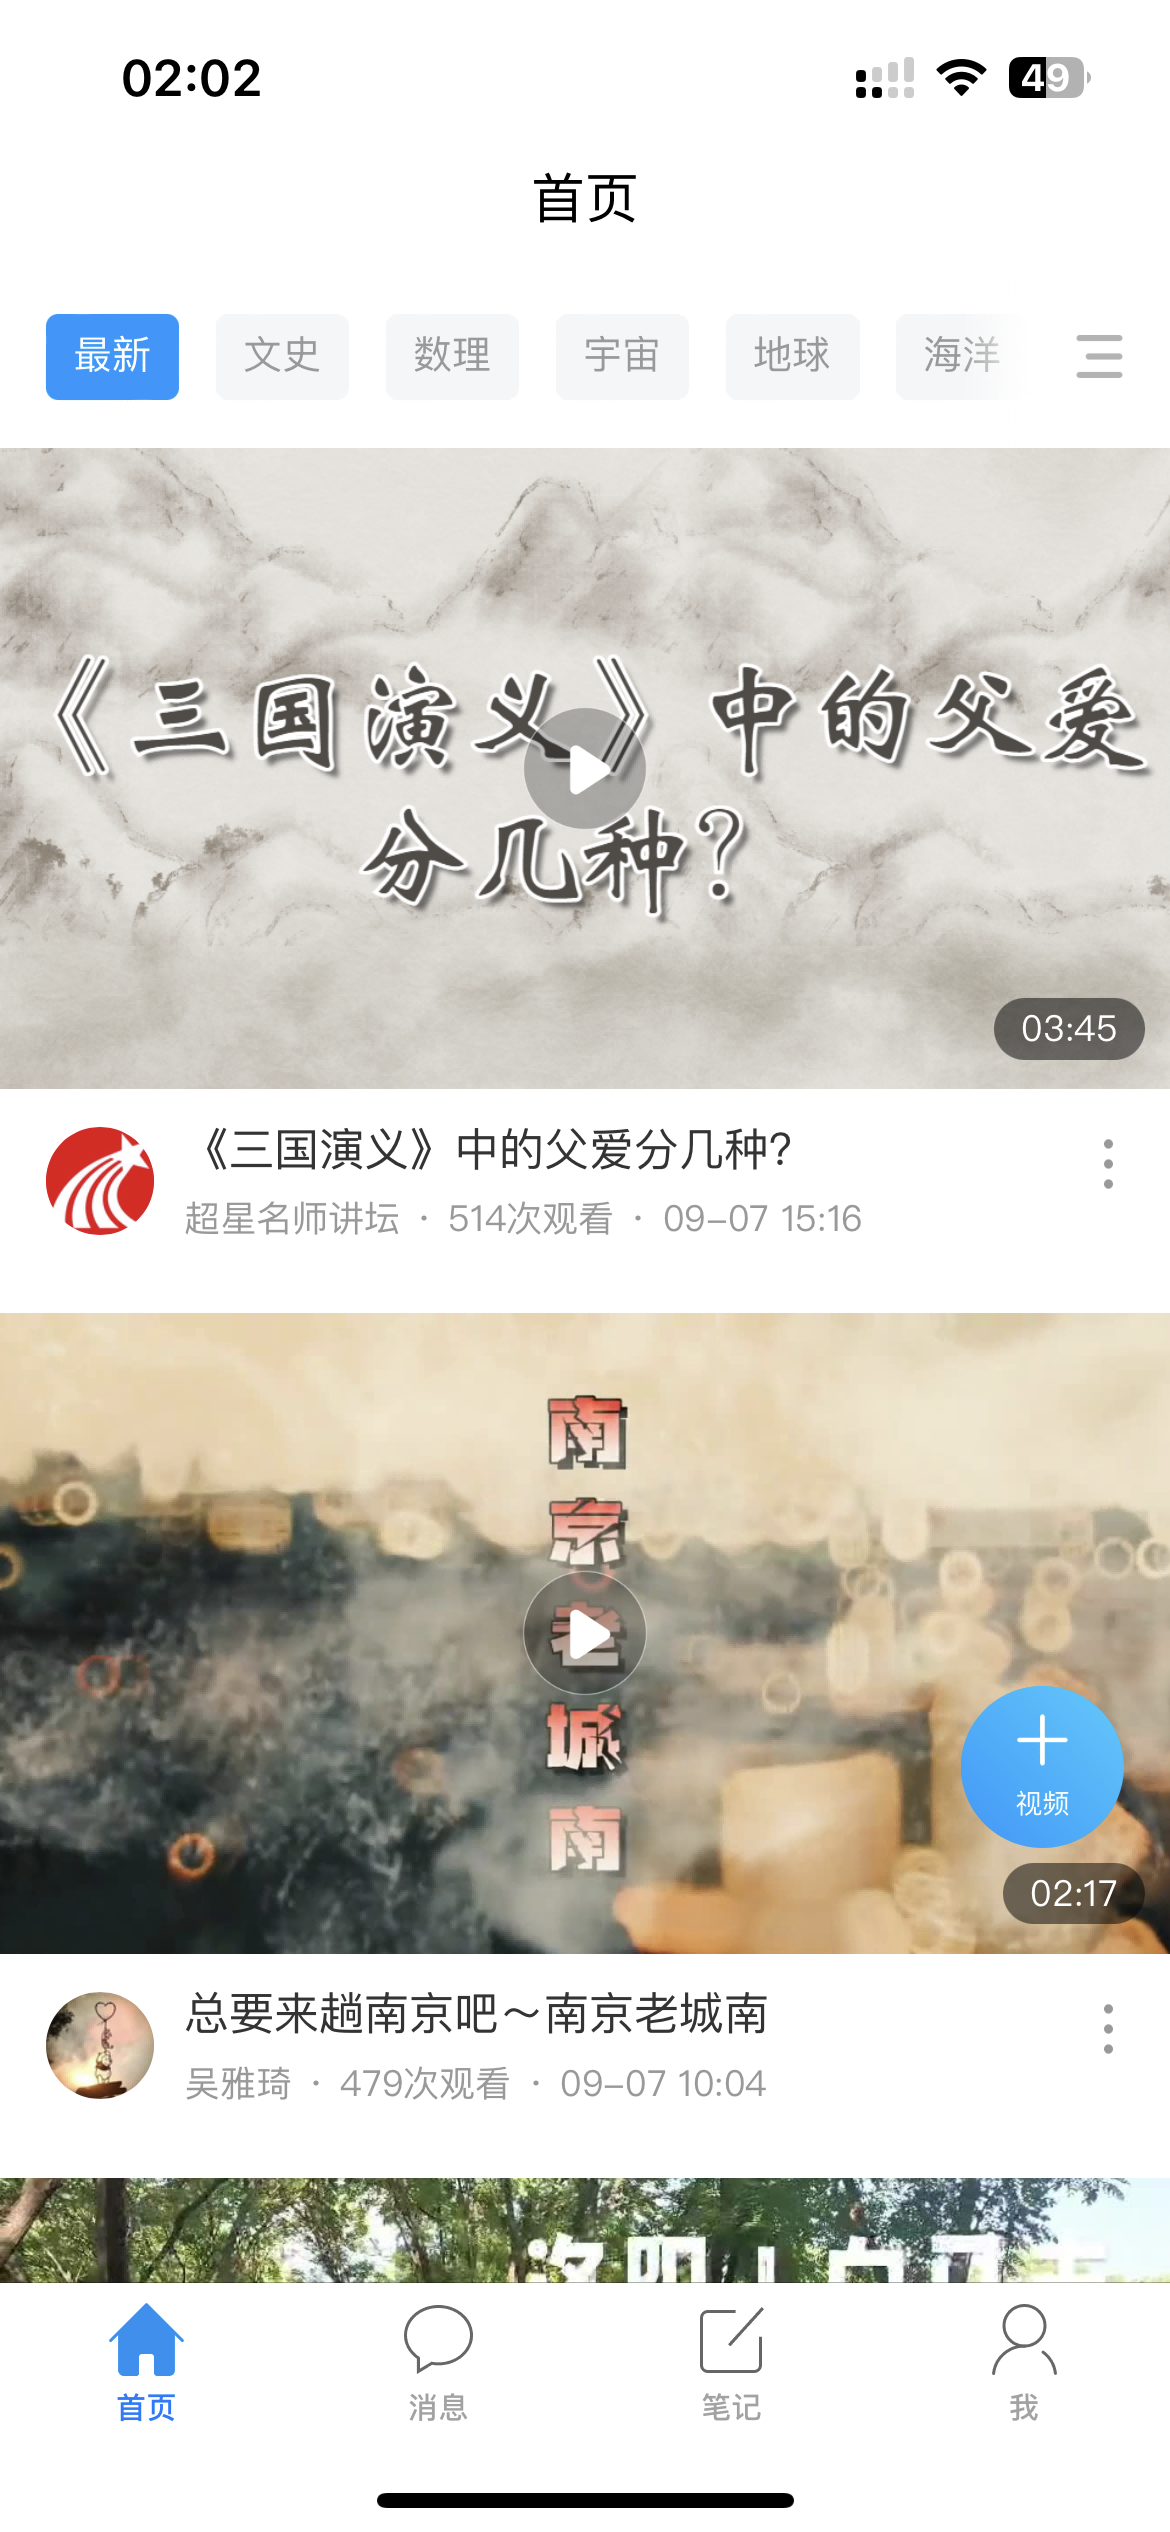 02:02
49
首页
最新 文史 数理 宇宙 地球 海洋
《三国演义》中的父爱
分几种?
03:45
《三国演义》中的父爱分几种?
超星名师讲坛 · 514次观看 · 09-07 15:16
南
京
老
城
南
视频
02:17
总要来趟南京吧～南京老城南
吴雅琦 · 479次观看 · 09-07 10:04
首页 消息 笔记 我